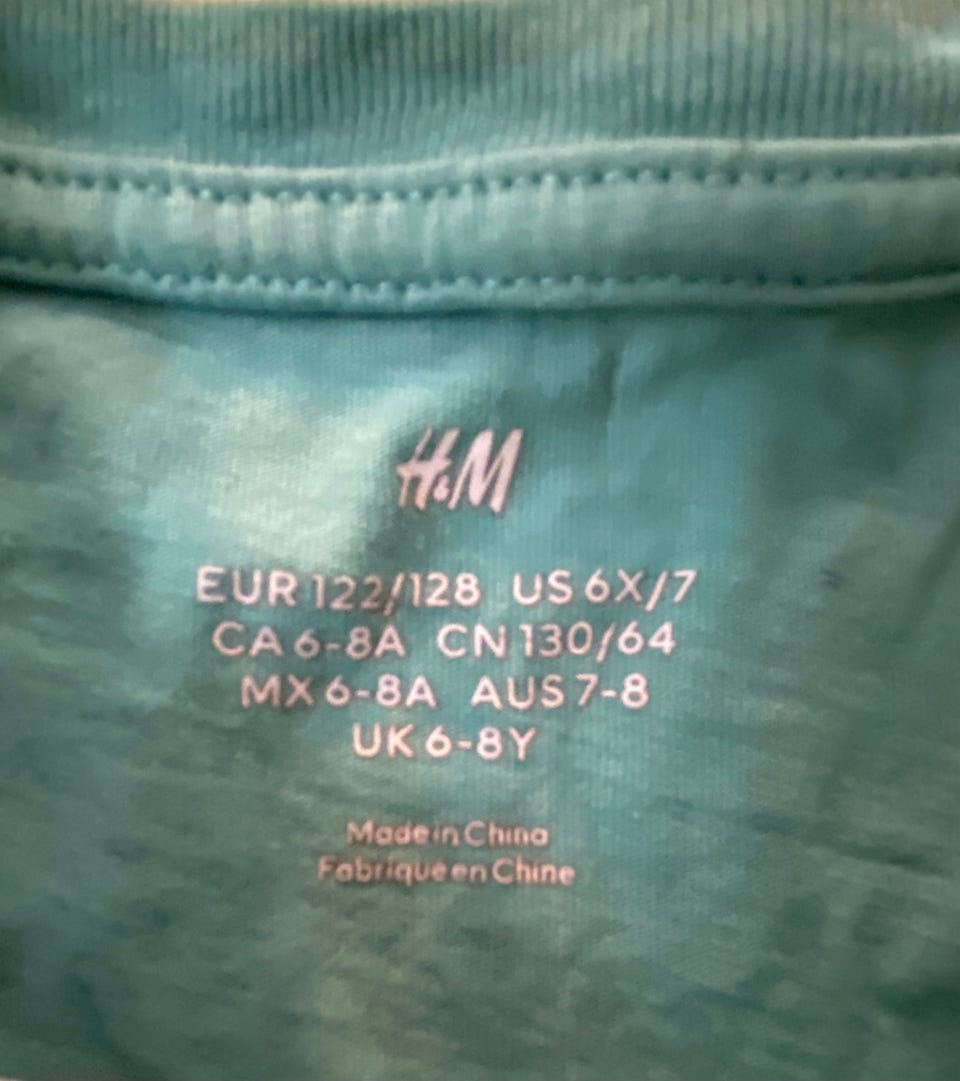 H&M
EUR 122/128 US 6X/7
CA 6-8A CN 130/64
MX 6-8A AUS 7-8
UK 6-8Y
Made in China
Fabriqué en Chine